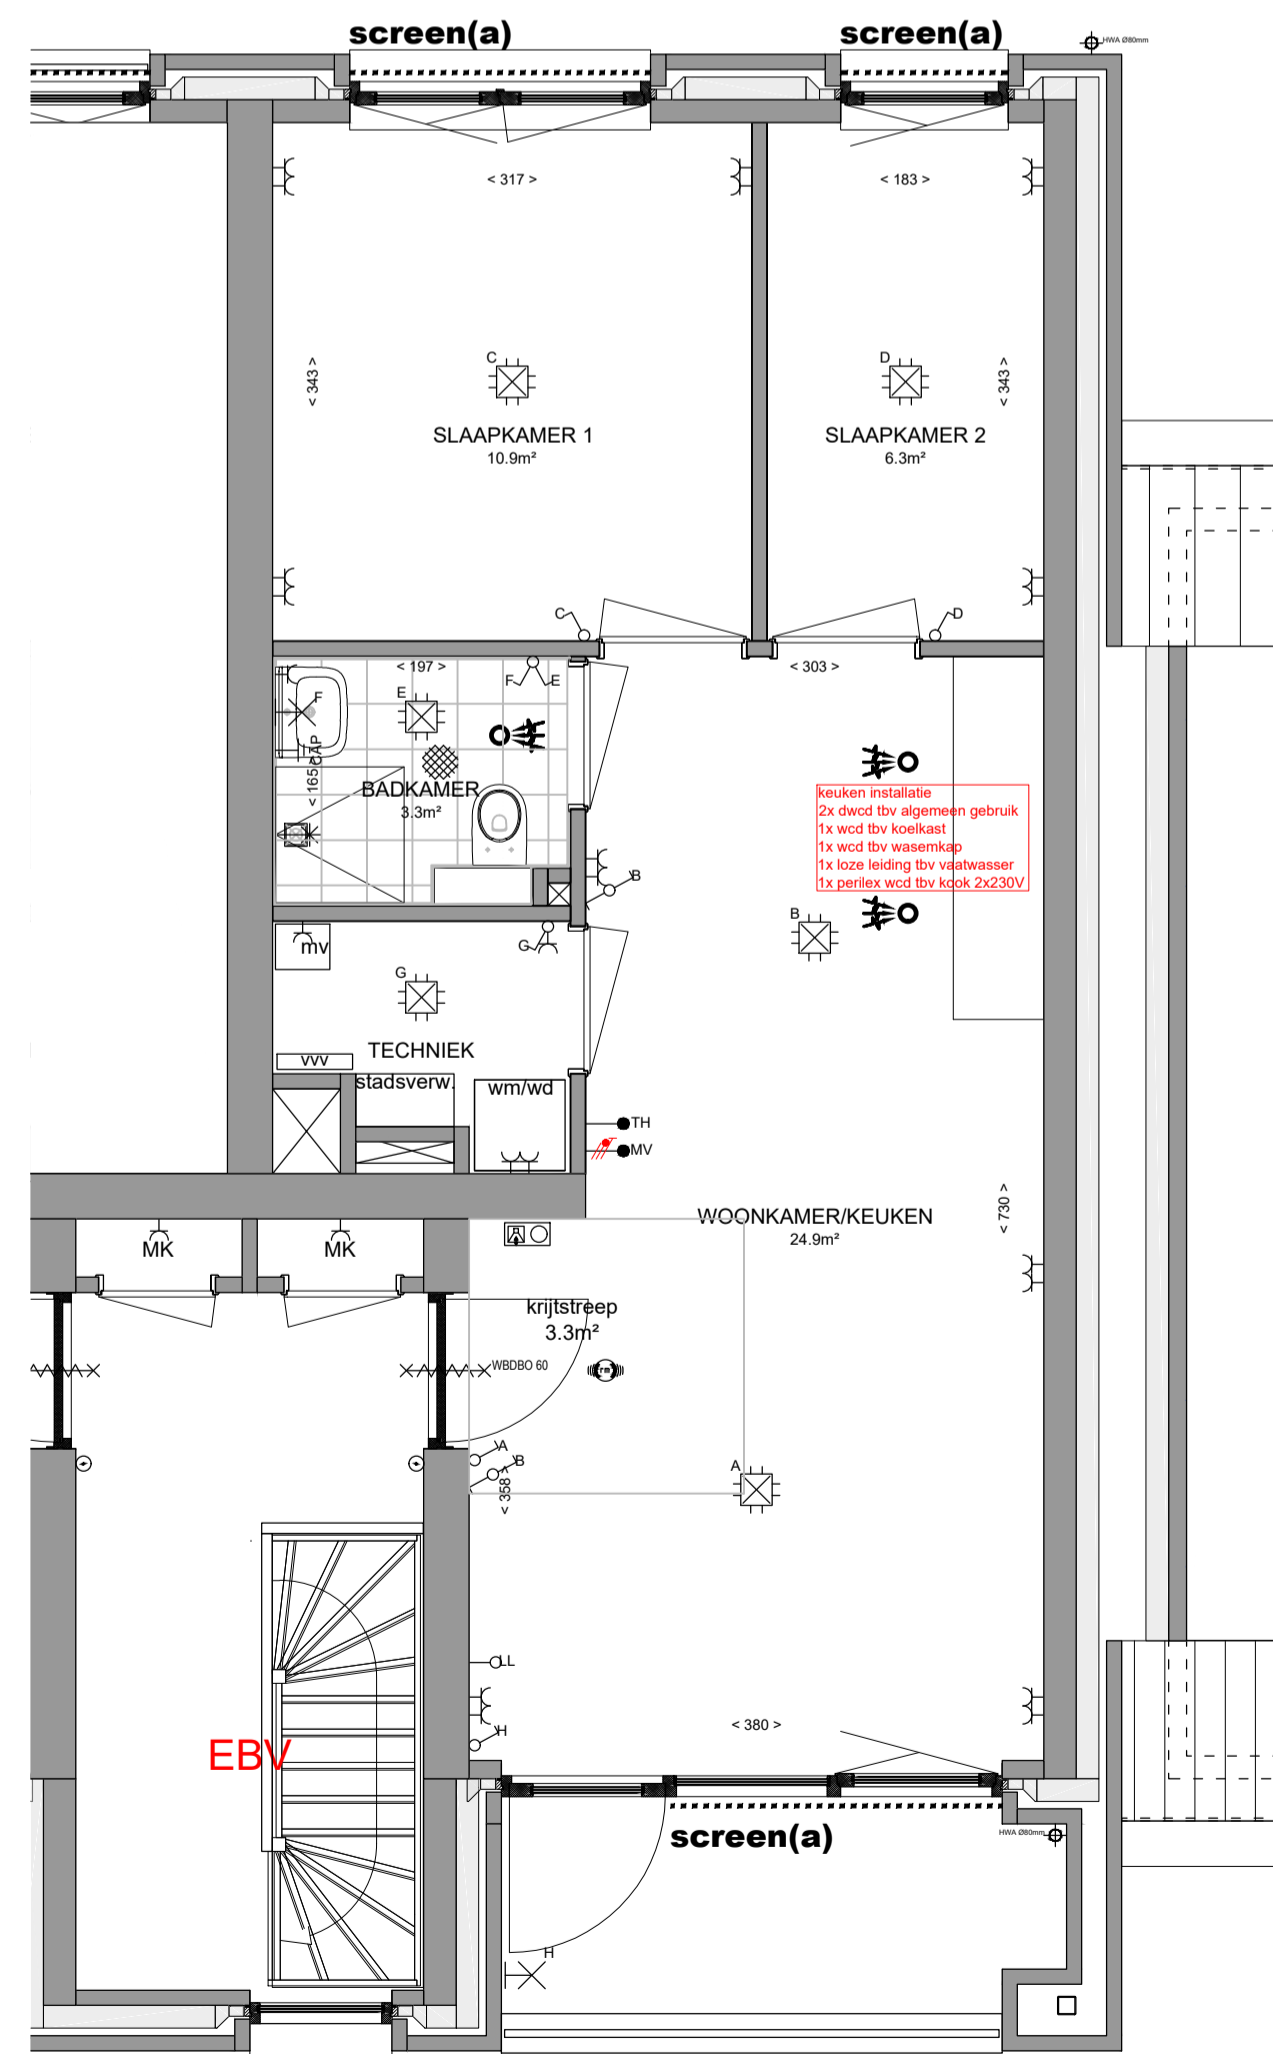 screen(a)
screen(a)
HWA Ø80mm
< 317 >
< 183 >
C
D
< 343 >
< 343 >
SLAAPKAMER 1
10.9m²
SLAAPKAMER 2
6.3m²
C
D
< 197 >
< 303 >
F
E
E
F
CAP
< 165 >
BADKAMER
3.3m²
keuken installatie
2x dwcd tbv algemeen gebruik
1x wcd tbv koelkast
1x wcd tbv wasemkap
1x loze leiding tbv vaatwasser
1x perilex wcd tbv kook 2x230V
B
B
G
mv
G
TECHNIEK
VVV
stadsverw.
wm/wd
TH
MV
WOONKAMER/KEUKEN
24.9m²
< 730 >
MK
MK
krijtstreep
3.3m²
WBDBO 60
rm
A
B
A
< 358 >
LL
H
< 380 >
EBV
screen(a)
HWA Ø80mm
H